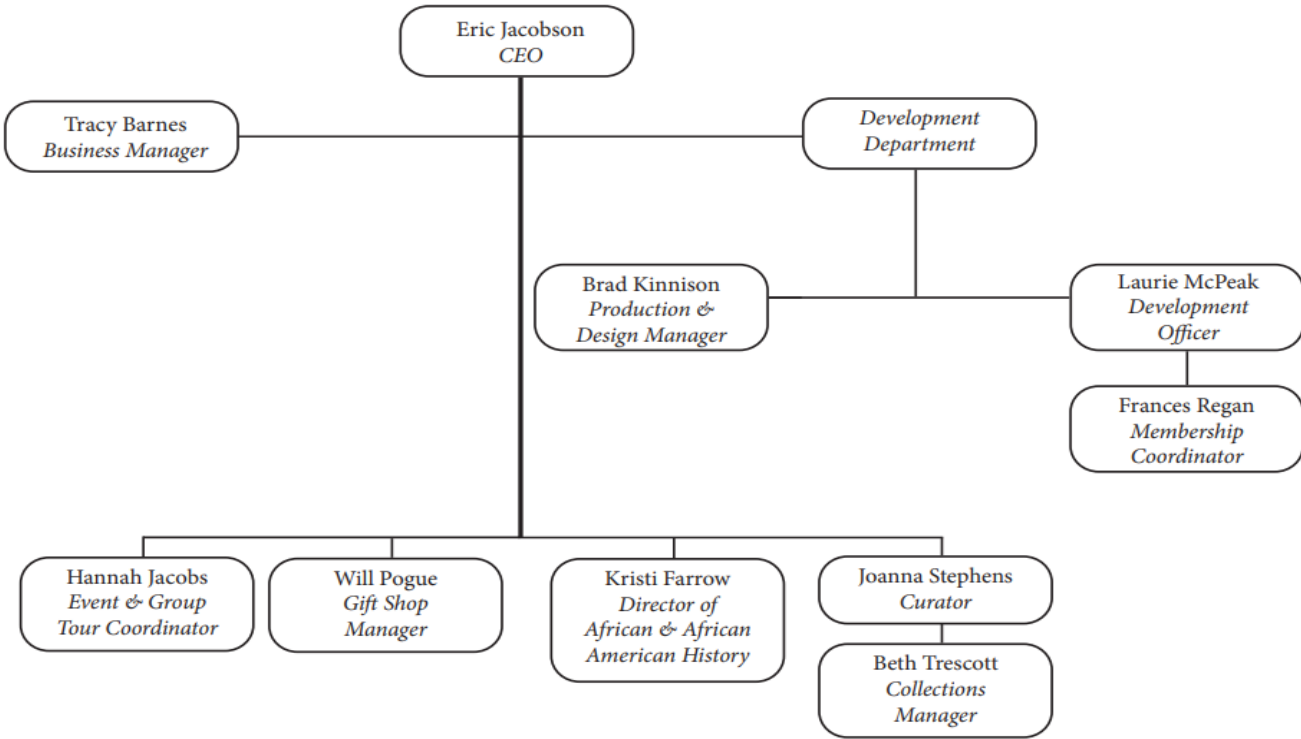 Eric Jacobson
CEO
Tracy Barnes
Business Manager
Development
Department
Brad Kinnison
Production &
Design Manager
Laurie McPeak
Development
Officer
Frances Regan
Membership
Coordinator
Hannah Jacobs
Event & Group
Tour Coordinator
Will Pogue
Gift Shop
Manager
Kristi Farrow
Director of
African & African
American History
Joanna Stephens
Curator
Beth Trescott
Collections
Manager